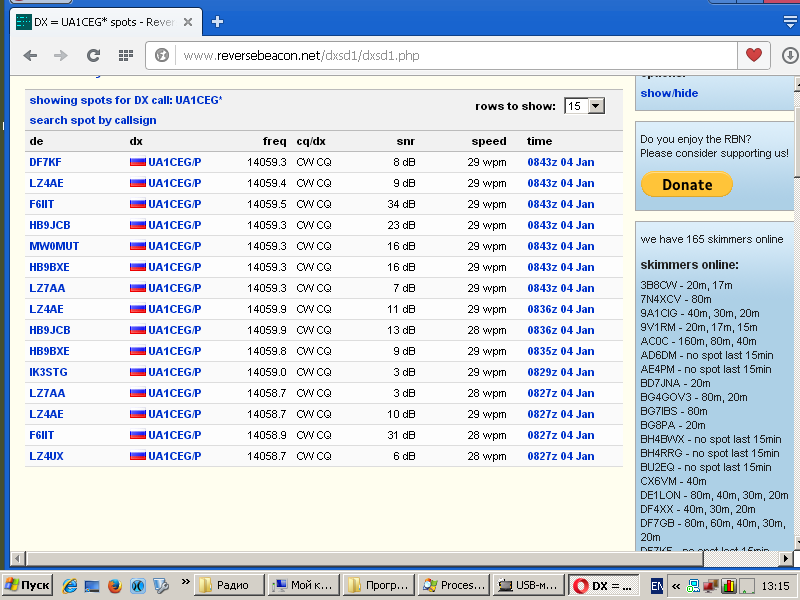 DX = UA1CEG* spots - Rever
www.reversebeacon.net/dxsd1/dxsd1.php
showing spots for DX call: UA1CEG*
rows to show: 15
search spot by callsign
de dx freq cq/dx snr speed time
DF7KF UA1CEG/P 14059.3 CW CQ 8 dB 29 wpm 0843z 04 Jan
LZ4AE UA1CEG/P 14059.4 CW CQ 9 dB 29 wpm 0843z 04 Jan
F6IIT UA1CEG/P 14059.5 CW CQ 34 dB 29 wpm 0843z 04 Jan
HB9JCB UA1CEG/P 14059.3 CW CQ 23 dB 29 wpm 0843z 04 Jan
MW0MUT UA1CEG/P 14059.3 CW CQ 16 dB 29 wpm 0843z 04 Jan
HB9BXE UA1CEG/P 14059.3 CW CQ 16 dB 29 wpm 0843z 04 Jan
LZ7AA UA1CEG/P 14059.3 CW CQ 7 dB 29 wpm 0843z 04 Jan
LZ4AE UA1CEG/P 14059.9 CW CQ 11 dB 29 wpm 0836z 04 Jan
HB9JCB UA1CEG/P 14059.9 CW CQ 13 dB 28 wpm 0836z 04 Jan
HB9BXE UA1CEG/P 14059.8 CW CQ 9 dB 29 wpm 0835z 04 Jan
IK3STG UA1CEG/P 14059.0 CW CQ 3 dB 29 wpm 0829z 04 Jan
LZ7AA UA1CEG/P 14058.7 CW CQ 3 dB 28 wpm 0827z 04 Jan
LZ4AE UA1CEG/P 14058.7 CW CQ 10 dB 29 wpm 0827z 04 Jan
F6IIT UA1CEG/P 14058.9 CW CQ 31 dB 28 wpm 0827z 04 Jan
LZ4UX UA1CEG/P 14058.7 CW CQ 6 dB 28 wpm 0827z 04 Jan
show/hide
Do you enjoy the RBN?
Please consider supporting us!
Donate
we have 165 skimmers online
skimmers online:
3B8CW - 20m, 17m
7N4XCV - 80m
9A1CIG - 40m, 30m, 20m
9V1RM - 20m, 17m, 15m
AC0C - 160m, 80m, 40m
AD6DM - no spot last 15min
AE4PM - no spot last 15min
BD7JNA - 20m
BG4GOV3 - 80m, 20m
BG7IBS - 80m
BG8PA - 20m
BH4BWX - no spot last 15min
BH4RRG - no spot last 15min
BU2EQ - no spot last 15min
CX6VM - 40m
DE1LON - 80m, 40m, 30m, 20m
DF4XX - 40m, 30m, 20m
DF7GB - 80m, 60m, 40m, 30m,
20m
Пуск » Радио Мой к... Прогр... Proces... USB-м... DX = ... EN « 13:15